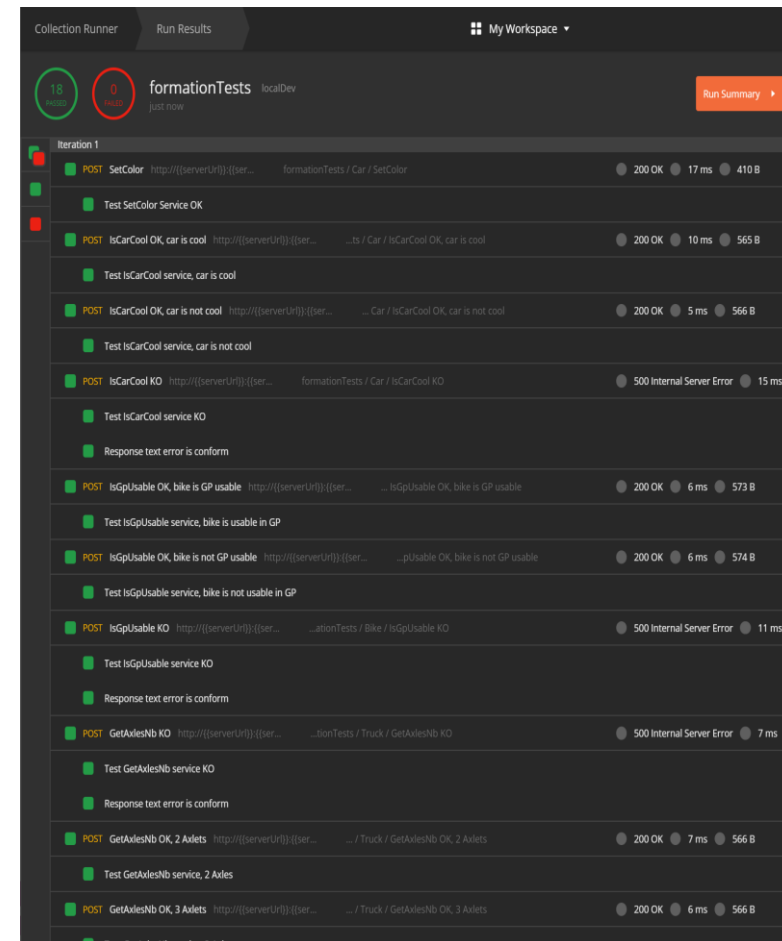 Collection Runner Run Results My Workspace
18 PASSED 0 FAILED formationTests localDev
just now
Run Summary
Iteration 1
POST SetColor http://{{serverUrl}}:{{ser... formationTests / Car / SetColor 200 OK 17 ms 410 B
Test SetColor Service OK
POST IsCarCool OK, car is cool http://{{serverUrl}}:{{ser... ...ts / Car / IsCarCool OK, car is cool 200 OK 10 ms 565 B
Test IsCarCool service, car is cool
POST IsCarCool OK, car is not cool http://{{serverUrl}}:{{ser... ... Car / IsCarCool OK, car is not cool 200 OK 5 ms 566 B
Test IsCarCool service, car is not cool
POST IsCarCool KO http://{{serverUrl}}:{{ser... formationTests / Car / IsCarCool KO 500 Internal Server Error 15 ms
Test IsCarCool service KO
Response text error is conform
POST IsGpUsable OK, bike is GP usable http://{{serverUrl}}:{{ser... ... IsGpUsable OK, bike is GP usable 200 OK 6 ms 573 B
Test IsGpUsable service, bike is usable in GP
POST IsGpUsable OK, bike is not GP usable http://{{serverUrl}}:{{ser... ...pUsable OK, bike is not GP usable 200 OK 6 ms 574 B
Test IsGpUsable service, bike is not usable in GP
POST IsGpUsable KO http://{{serverUrl}}:{{ser... ...ationTests / Bike / IsGpUsable KO 500 Internal Server Error 11 ms
Test IsGpUsable service KO
Response text error is conform
POST GetAxlesNb KO http://{{serverUrl}}:{{ser... ...tionTests / Truck / GetAxlesNb KO 500 Internal Server Error 7 ms
Test GetAxlesNb service KO
Response text error is conform
POST GetAxlesNb OK, 2 Axlets http://{{serverUrl}}:{{ser... ... / Truck / GetAxlesNb OK, 2 Axlets 200 OK 7 ms 566 B
Test GetAxlesNb service, 2 Axles
POST GetAxlesNb OK, 3 Axlets http://{{serverUrl}}:{{ser... ... / Truck / GetAxlesNb OK, 3 Axlets 200 OK 6 ms 566 B